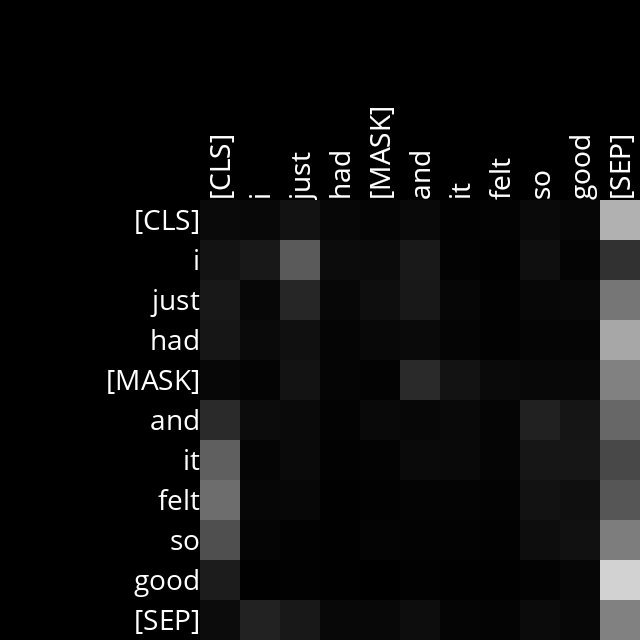 [CLS] i just had [MASK] and it felt so good [SEP]
[CLS]
i
just
had
[MASK]
and
it
felt
so
good
[SEP]